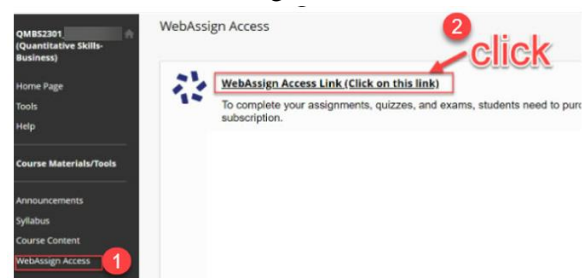 QMBS2301
(Quantitative Skills-
Business)
Home Page
Tools
Help
Course Materials/Tools
Announcements
Syllabus
Course Content
WebAssign Access
1
WebAssign Access
2
click
WebAssign Access Link (Click on this link)
To complete your assignments, quizzes, and exams, students need to
subscription.